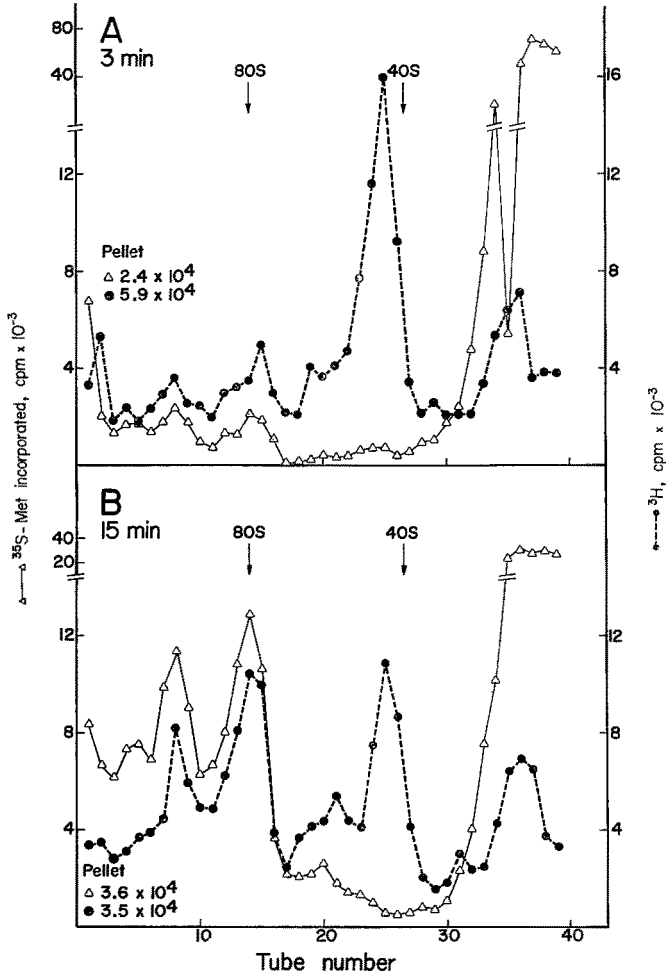 A
3 min
80
40
12
8
4
80S
40S
16
12
8
4
Pellet
△ 2.4 x 10⁴
● 5.9 x 10⁴
B
15 min
40
20
12
8
4
80S
40S
12
8
4
Pellet
△ 3.6 x 10⁴
● 3.5 x 10⁴
10
20
30
40
Tube number
△—△ ³⁵S-Met incorporated, cpm x 10⁻³
●----● ³H, cpm x 10⁻³